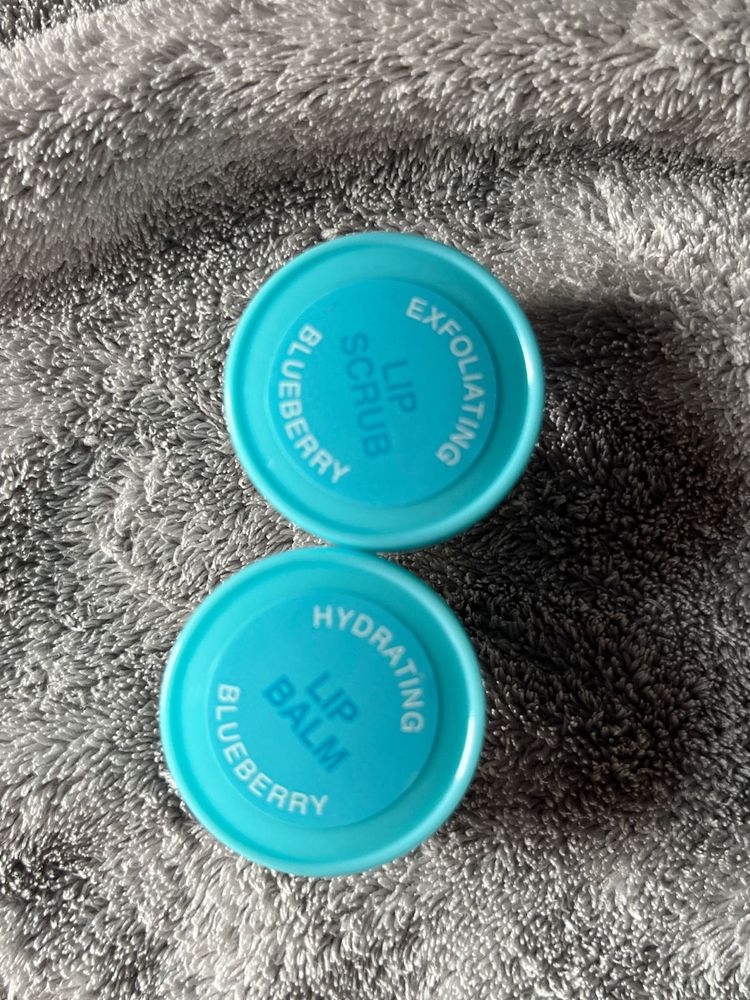 EXFOLIATING
LIP
SCRUB
BLUEBERRY
HYDRATING
LIP
BALM
BLUEBERRY